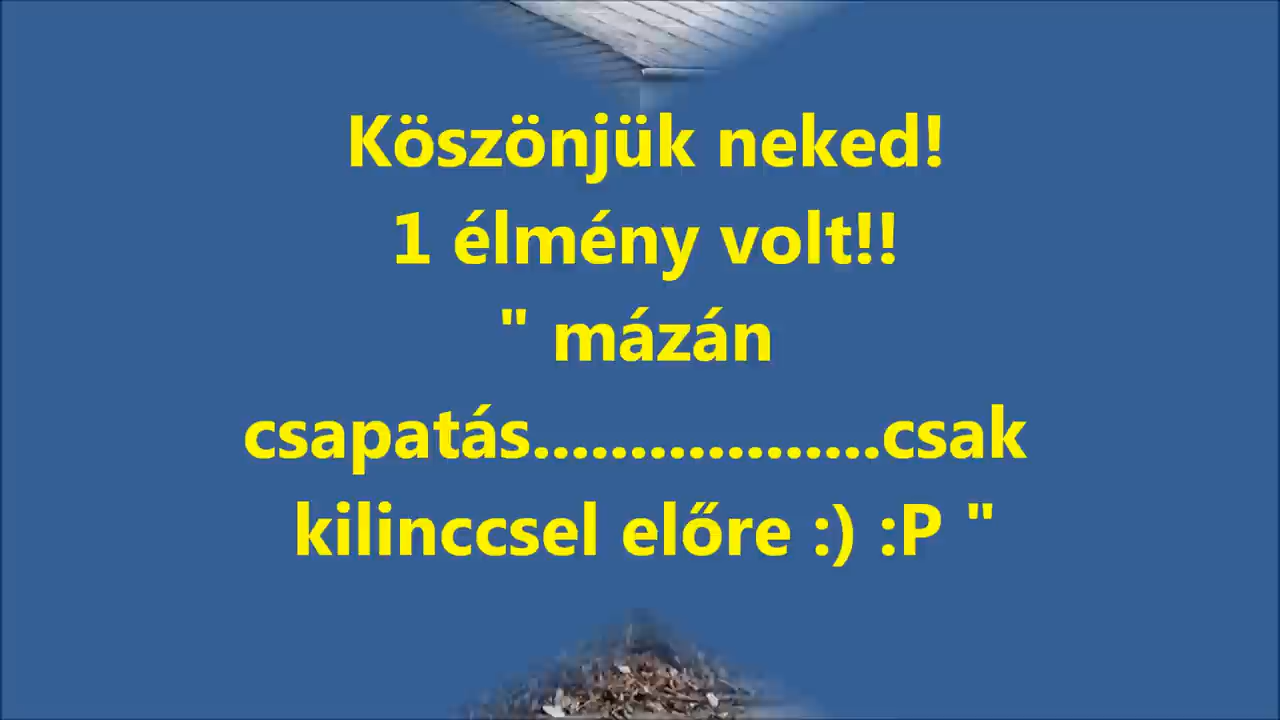 Köszönjük neked!
1 élmény volt!!
" mázán
csapatás..................csak
kilinccsel előre :) :P "